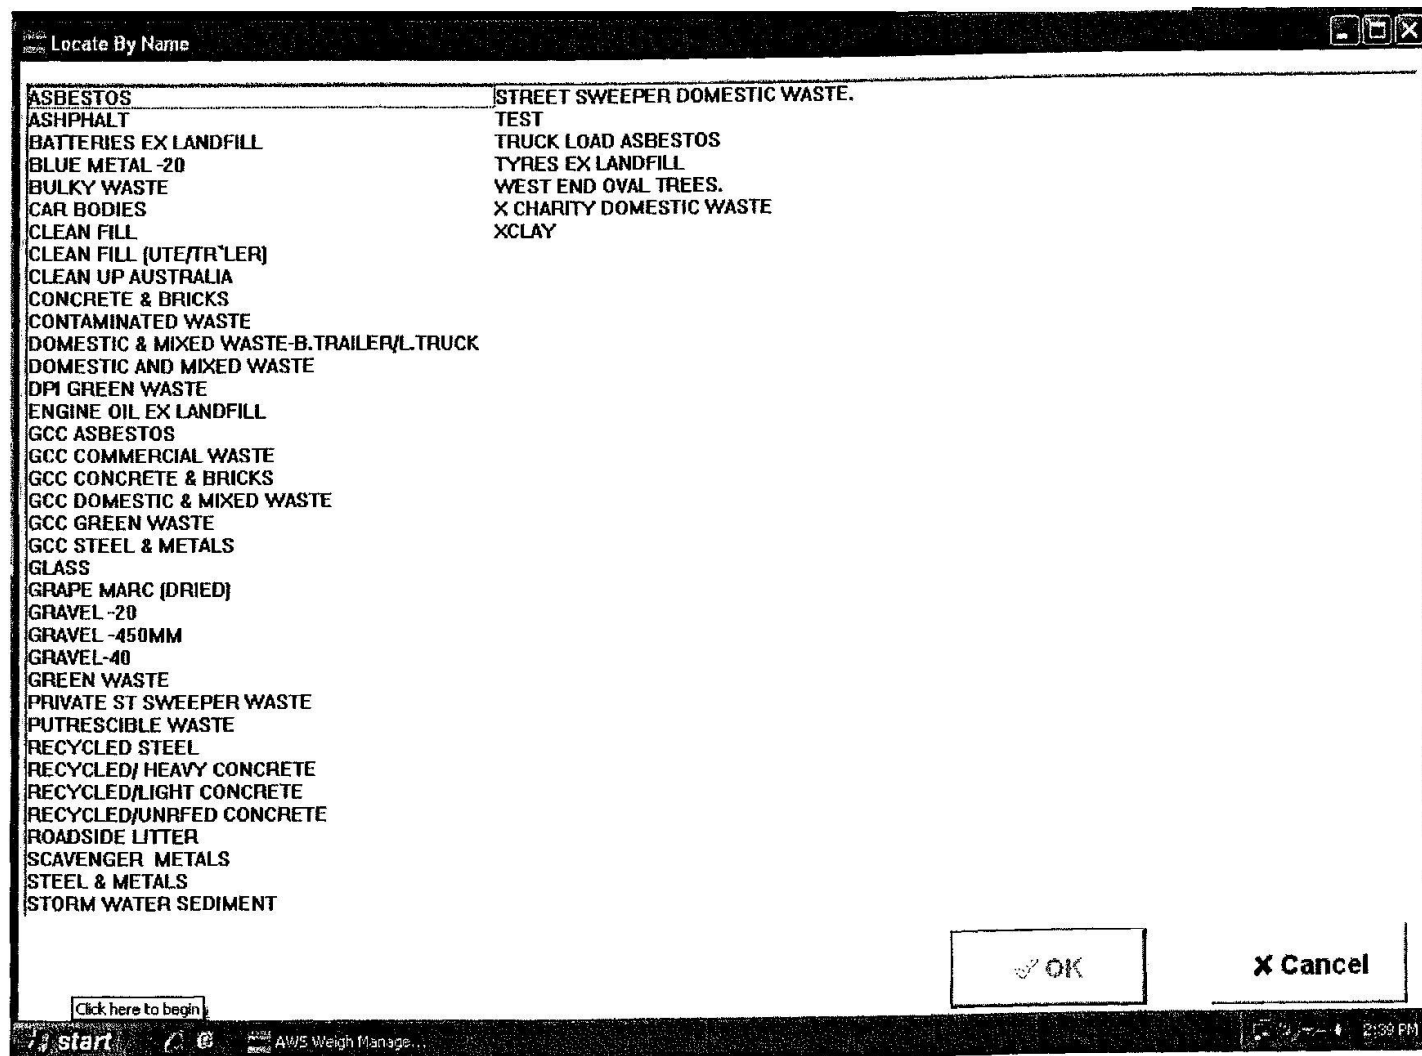 Locate By Name
ASBESTOS
ASHPHALT
BATTERIES EX LANDFILL
BLUE METAL -20
BULKY WASTE
CAR BODIES
CLEAN FILL
CLEAN FILL (UTE/TR`LER)
CLEAN UP AUSTRALIA
CONCRETE & BRICKS
CONTAMINATED WASTE
DOMESTIC & MIXED WASTE-B.TRAILER/L.TRUCK
DOMESTIC AND MIXED WASTE
DPI GREEN WASTE
ENGINE OIL EX LANDFILL
GCC ASBESTOS
GCC COMMERCIAL WASTE
GCC CONCRETE & BRICKS
GCC DOMESTIC & MIXED WASTE
GCC GREEN WASTE
GCC STEEL & METALS
GLASS
GRAPE MARC (DRIED)
GRAVEL -20
GRAVEL -450MM
GRAVEL-40
GREEN WASTE
PRIVATE ST SWEEPER WASTE
PUTRESCIBLE WASTE
RECYCLED STEEL
RECYCLED/ HEAVY CONCRETE
RECYCLED/LIGHT CONCRETE
RECYCLED/UNRFED CONCRETE
ROADSIDE LITTER
SCAVENGER  METALS
STEEL & METALS
STORM WATER SEDIMENT
STREET SWEEPER DOMESTIC WASTE.
TEST
TRUCK LOAD ASBESTOS
TYRES EX LANDFILL
WEST END OVAL TREES.
X CHARITY DOMESTIC WASTE
XCLAY
OK
X Cancel
Click here to begin
start
AWS Weigh Manage...
2:39 PM